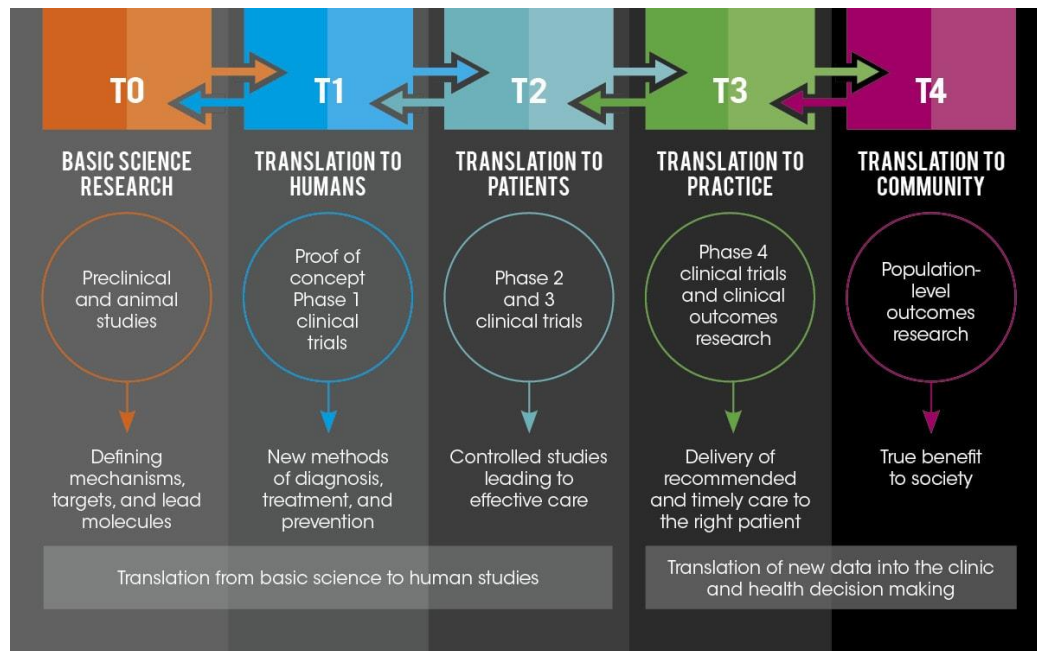 T0
T1
T2
T3
T4
BASIC SCIENCE
RESEARCH
TRANSLATION TO
HUMANS
TRANSLATION TO
PATIENTS
TRANSLATION TO
PRACTICE
TRANSLATION TO
COMMUNITY
Preclinical
and animal
studies
Proof of
concept
Phase 1
clinical
trials
Phase 2
and 3
clinical trials
Phase 4
clinical trials
and clinical
outcomes
research
Population-
level
outcomes
research
Defining
mechanisms,
targets, and lead
molecules
New methods
of diagnosis,
treatment, and
prevention
Controlled studies
leading to
effective care
Delivery of
recommended
and timely care to
the right patient
True benefit
to society
Translation from basic science to human studies
Translation of new data into the clinic
and health decision making